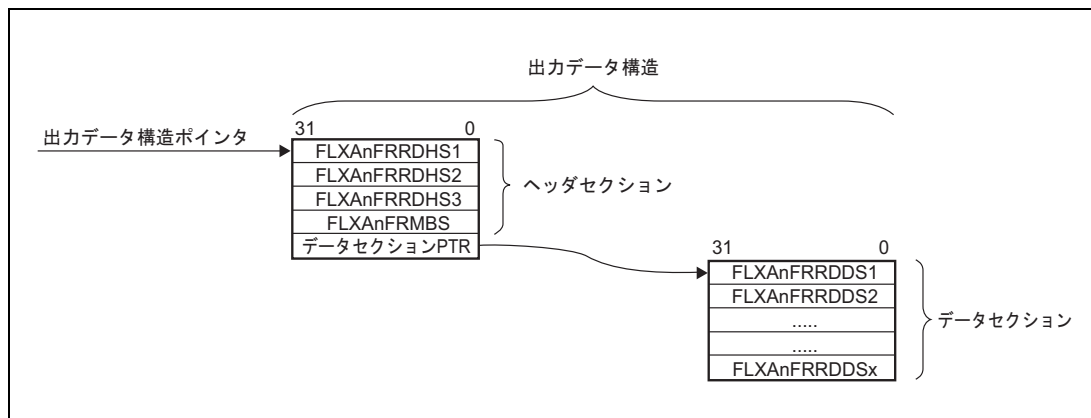 出力データ構造
出力データ構造ポインタ
31 0
FLXAnFRRDHS1
FLXAnFRRDHS2
FLXAnFRRDHS3
FLXAnFRMBS
データセクションPTR
ヘッダセクション
31 0
FLXAnFRRDDS1
FLXAnFRRDDS2
.....
.....
FLXAnFRRDDSx
データセクション